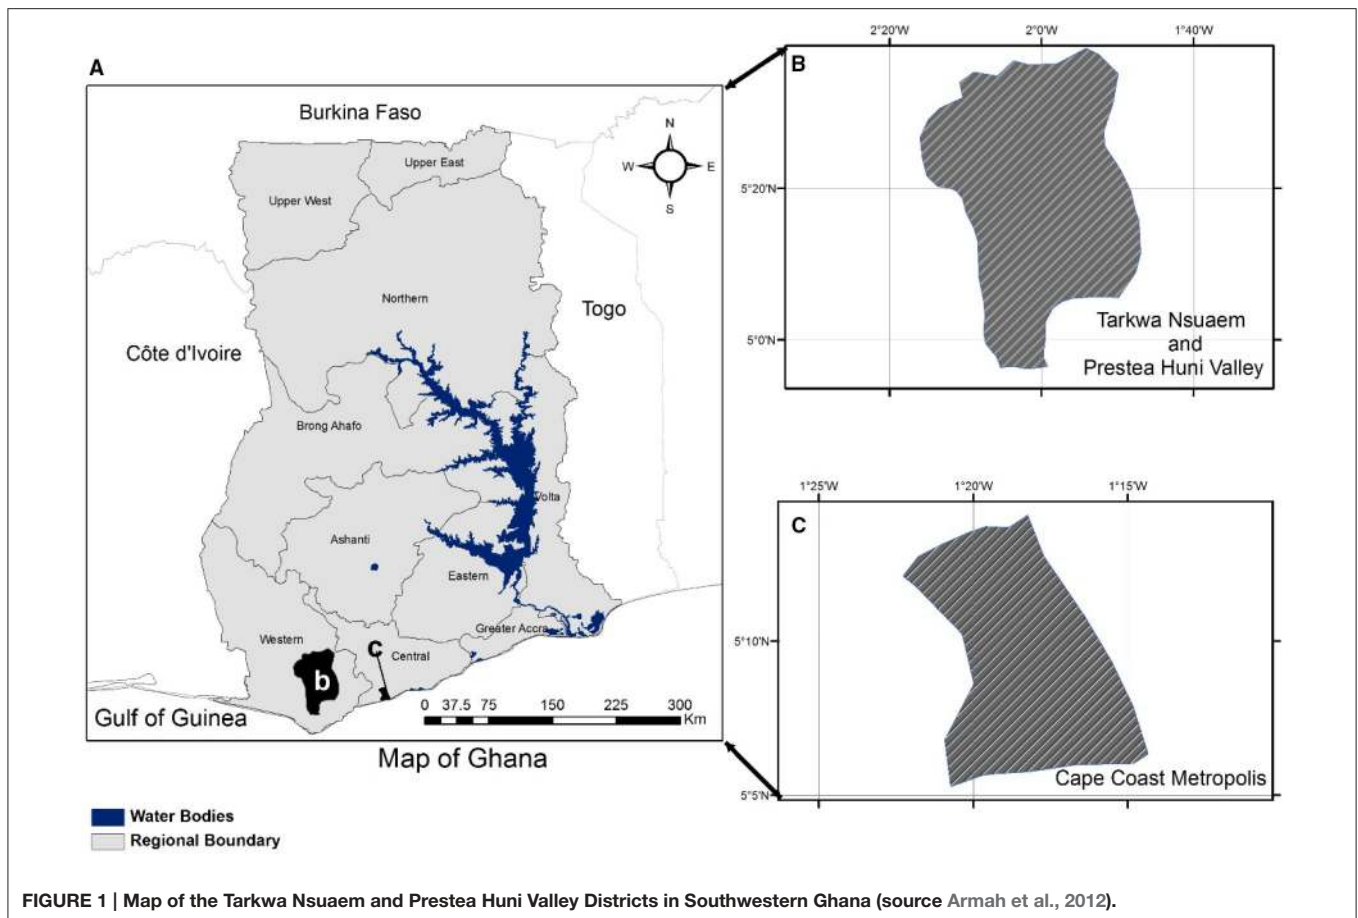 A
Burkina Faso
N
W
E
S
Upper East
Upper West
Northern
Togo
Côte d'Ivoire
Brong Ahafo
Volta
Ashanti
Eastern
Greater Accra
Western
C
Central
b
0 37.5 75 150 225 300
Km
Gulf of Guinea
Map of Ghana
Water Bodies
Regional Boundary
2°20'W 2°0'W 1°40'W
B
5°20'N
5°0'N
Tarkwa Nsuaem
and
Prestea Huni Valley
1°25'W 1°20'W 1°15'W
C
5°10'N
5°5'N
Cape Coast Metropolis
FIGURE 1 | Map of the Tarkwa Nsuaem and Prestea Huni Valley Districts in Southwestern Ghana (source Armah et al., 2012).